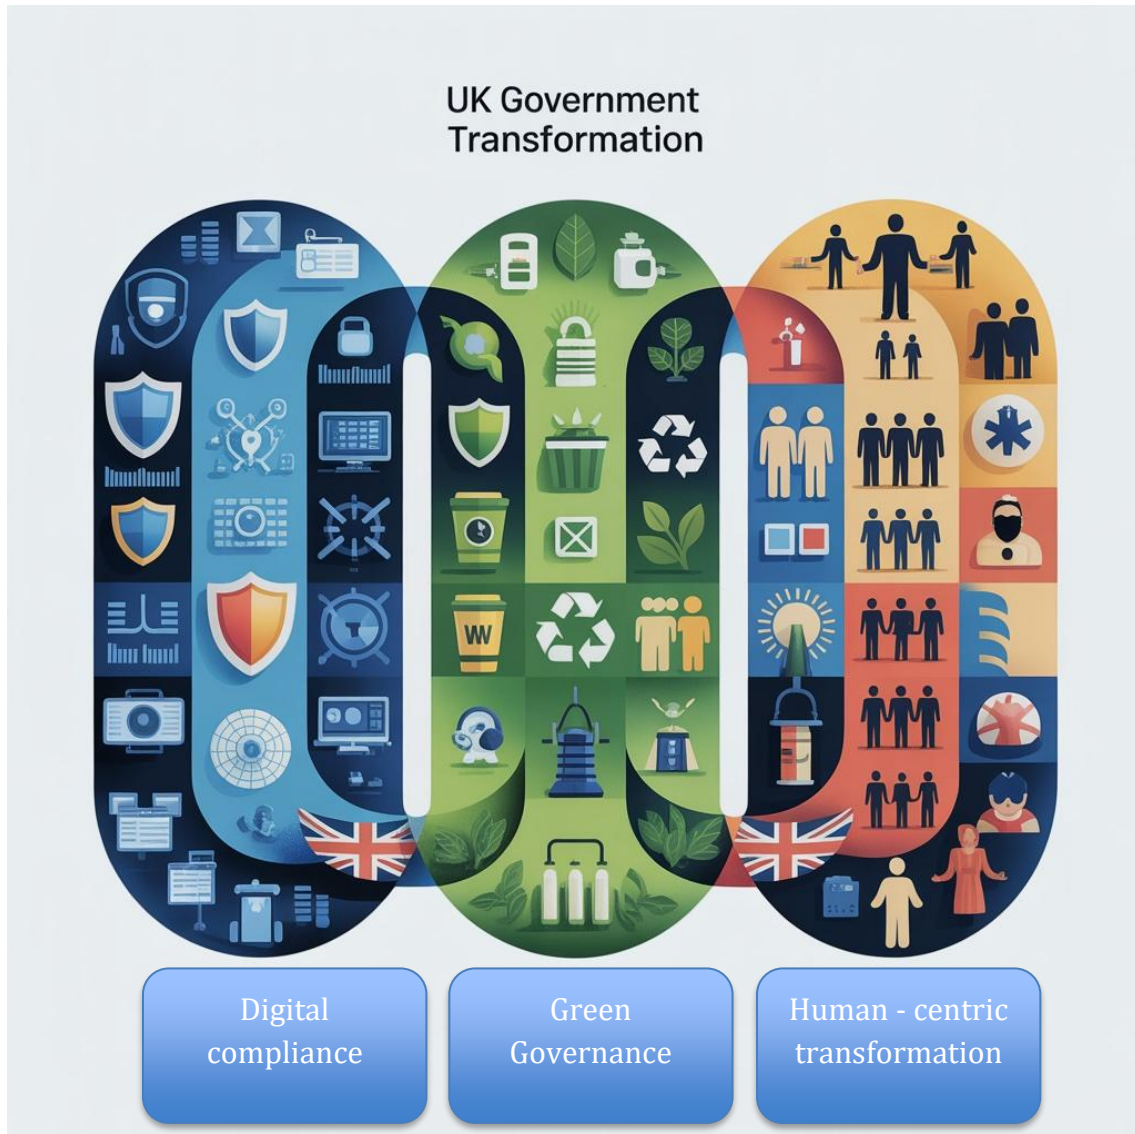 UK Government
Transformation
W
Digital
compliance
Green
Governance
Human - centric
transformation